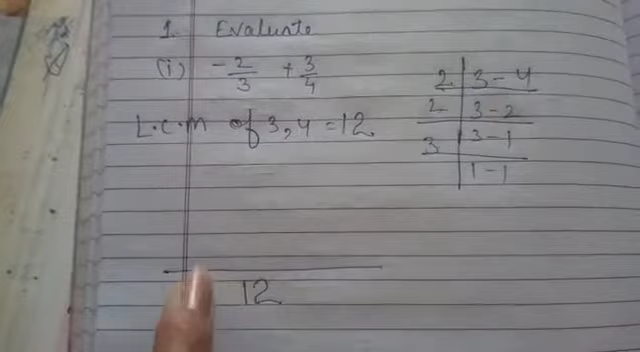 1. Evaluate
(i) -2/3 + 3/4
L.c.m of 3,4 = 12
12
2 | 3 - 4
2 | 3 - 2
3 | 3 - 1
1 - 1